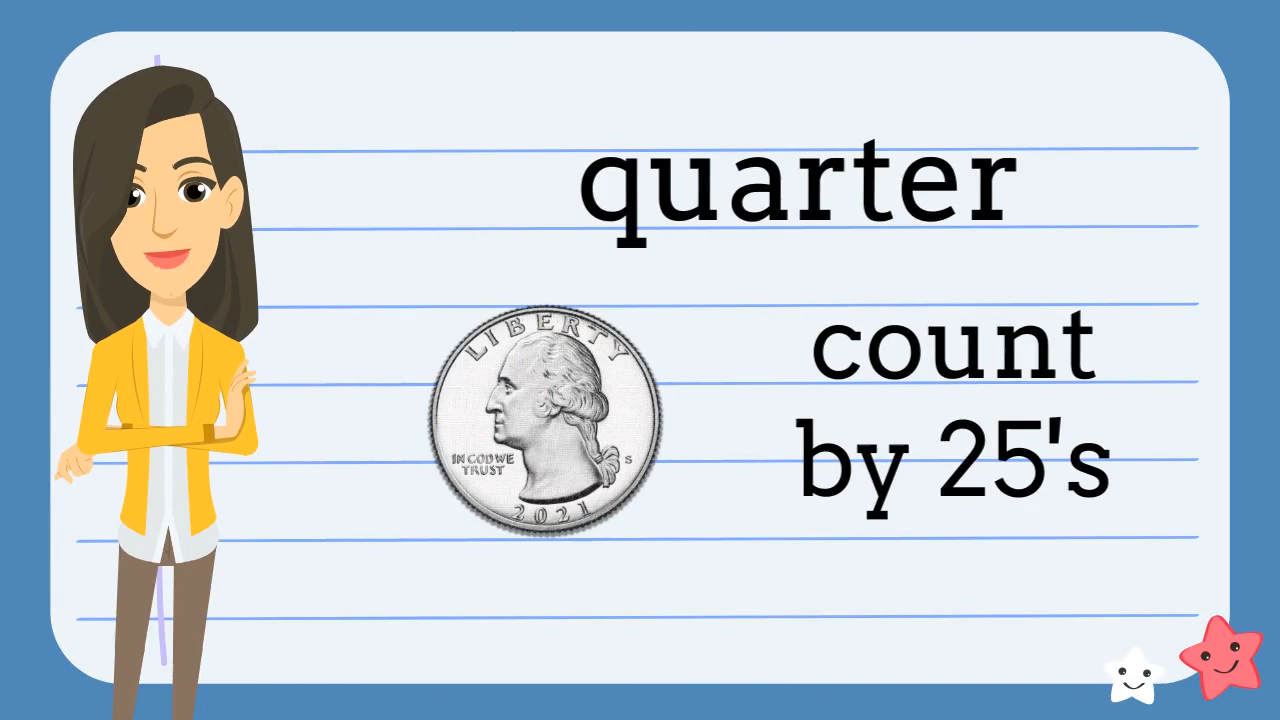 quarter
LIBERTY
count
by 25's
IN GOD WE
TRUST
S
2021